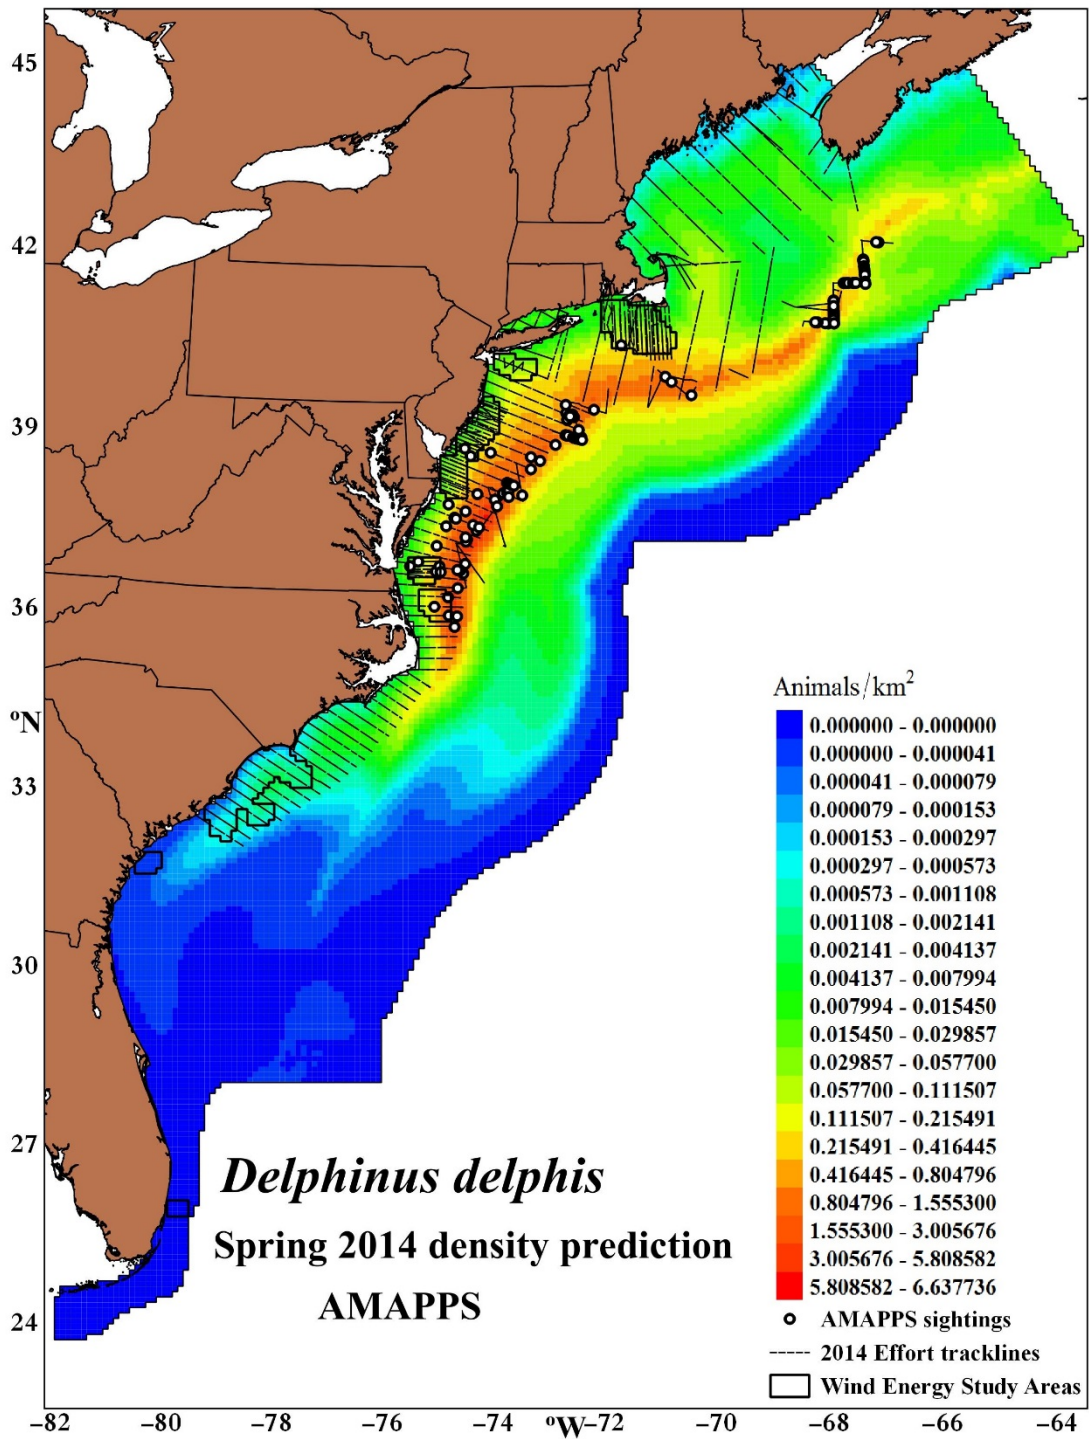 45
42
39
36
ºN
33
30
27
24
Animals/km²
0.000000 - 0.000000
0.000000 - 0.000041
0.000041 - 0.000079
0.000079 - 0.000153
0.000153 - 0.000297
0.000297 - 0.000573
0.000573 - 0.001108
0.001108 - 0.002141
0.002141 - 0.004137
0.004137 - 0.007994
0.007994 - 0.015450
0.015450 - 0.029857
0.029857 - 0.057700
0.057700 - 0.111507
0.111507 - 0.215491
0.215491 - 0.416445
0.416445 - 0.804796
0.804796 - 1.555300
1.555300 - 3.005676
3.005676 - 5.808582
5.808582 - 6.637736
AMAPPS sightings
2014 Effort tracklines
Wind Energy Study Areas
Delphinus delphis
Spring 2014 density prediction
AMAPPS
−82 −80 −78 −76 −74 ºW −72 −70 −68 −66 −64